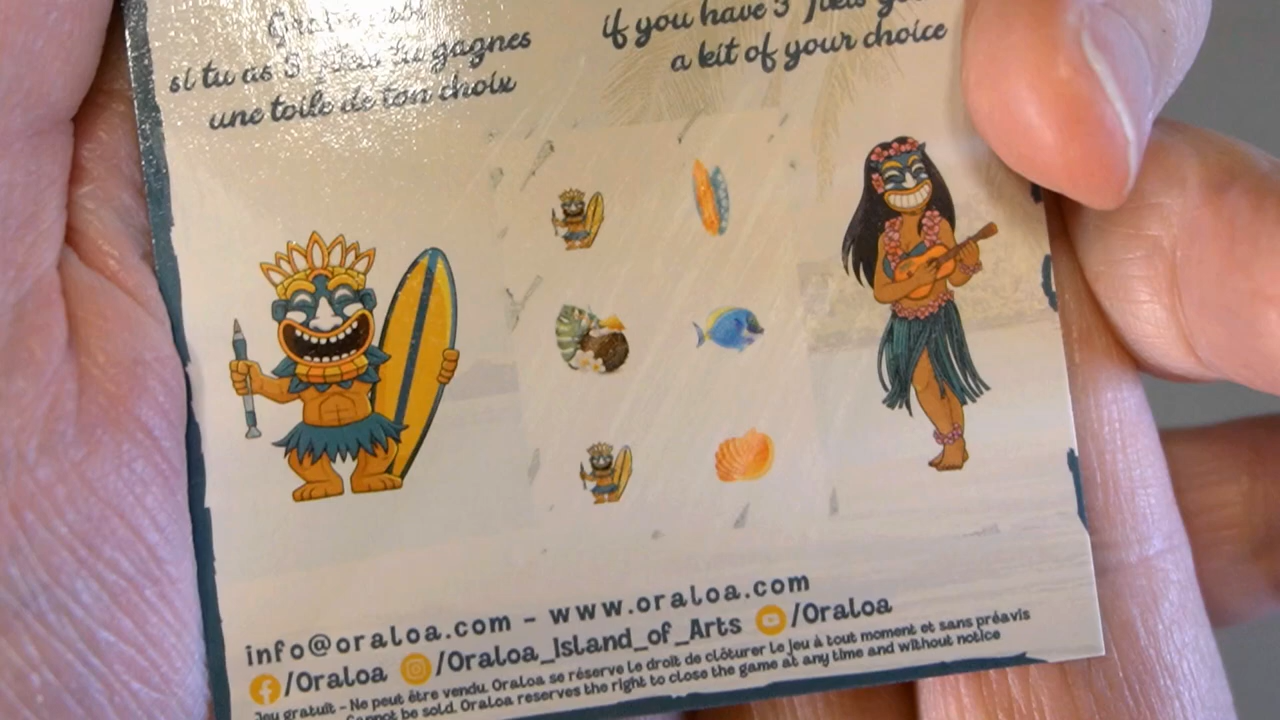 si tu as 3 tikis tu gagnes
une toile de ton choix
if you have 3
a kit of your choice
info@oraloa.com - www.oraloa.com
/Oraloa /Oraloa_Island_of_Arts /Oraloa
Jeu gratuit - Ne peut être vendu. Oraloa se réserve le droit de clôturer le jeu à tout moment et sans préavis
Cannot be sold. Oraloa reserves the right to close the game at any time and without notice